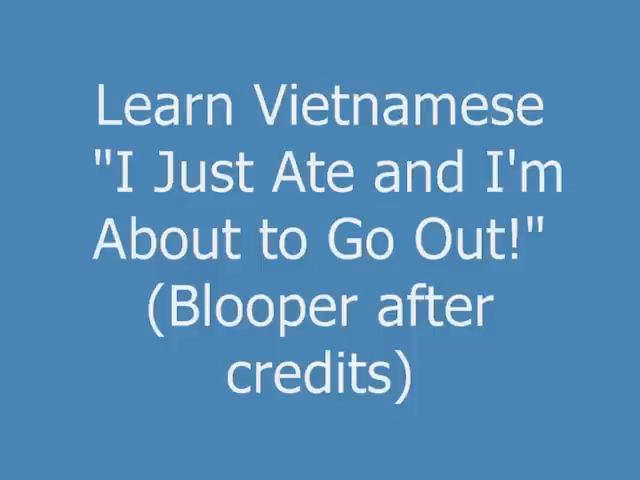 Learn Vietnamese
"I Just Ate and I'm
About to Go Out!"
(Blooper after
credits)